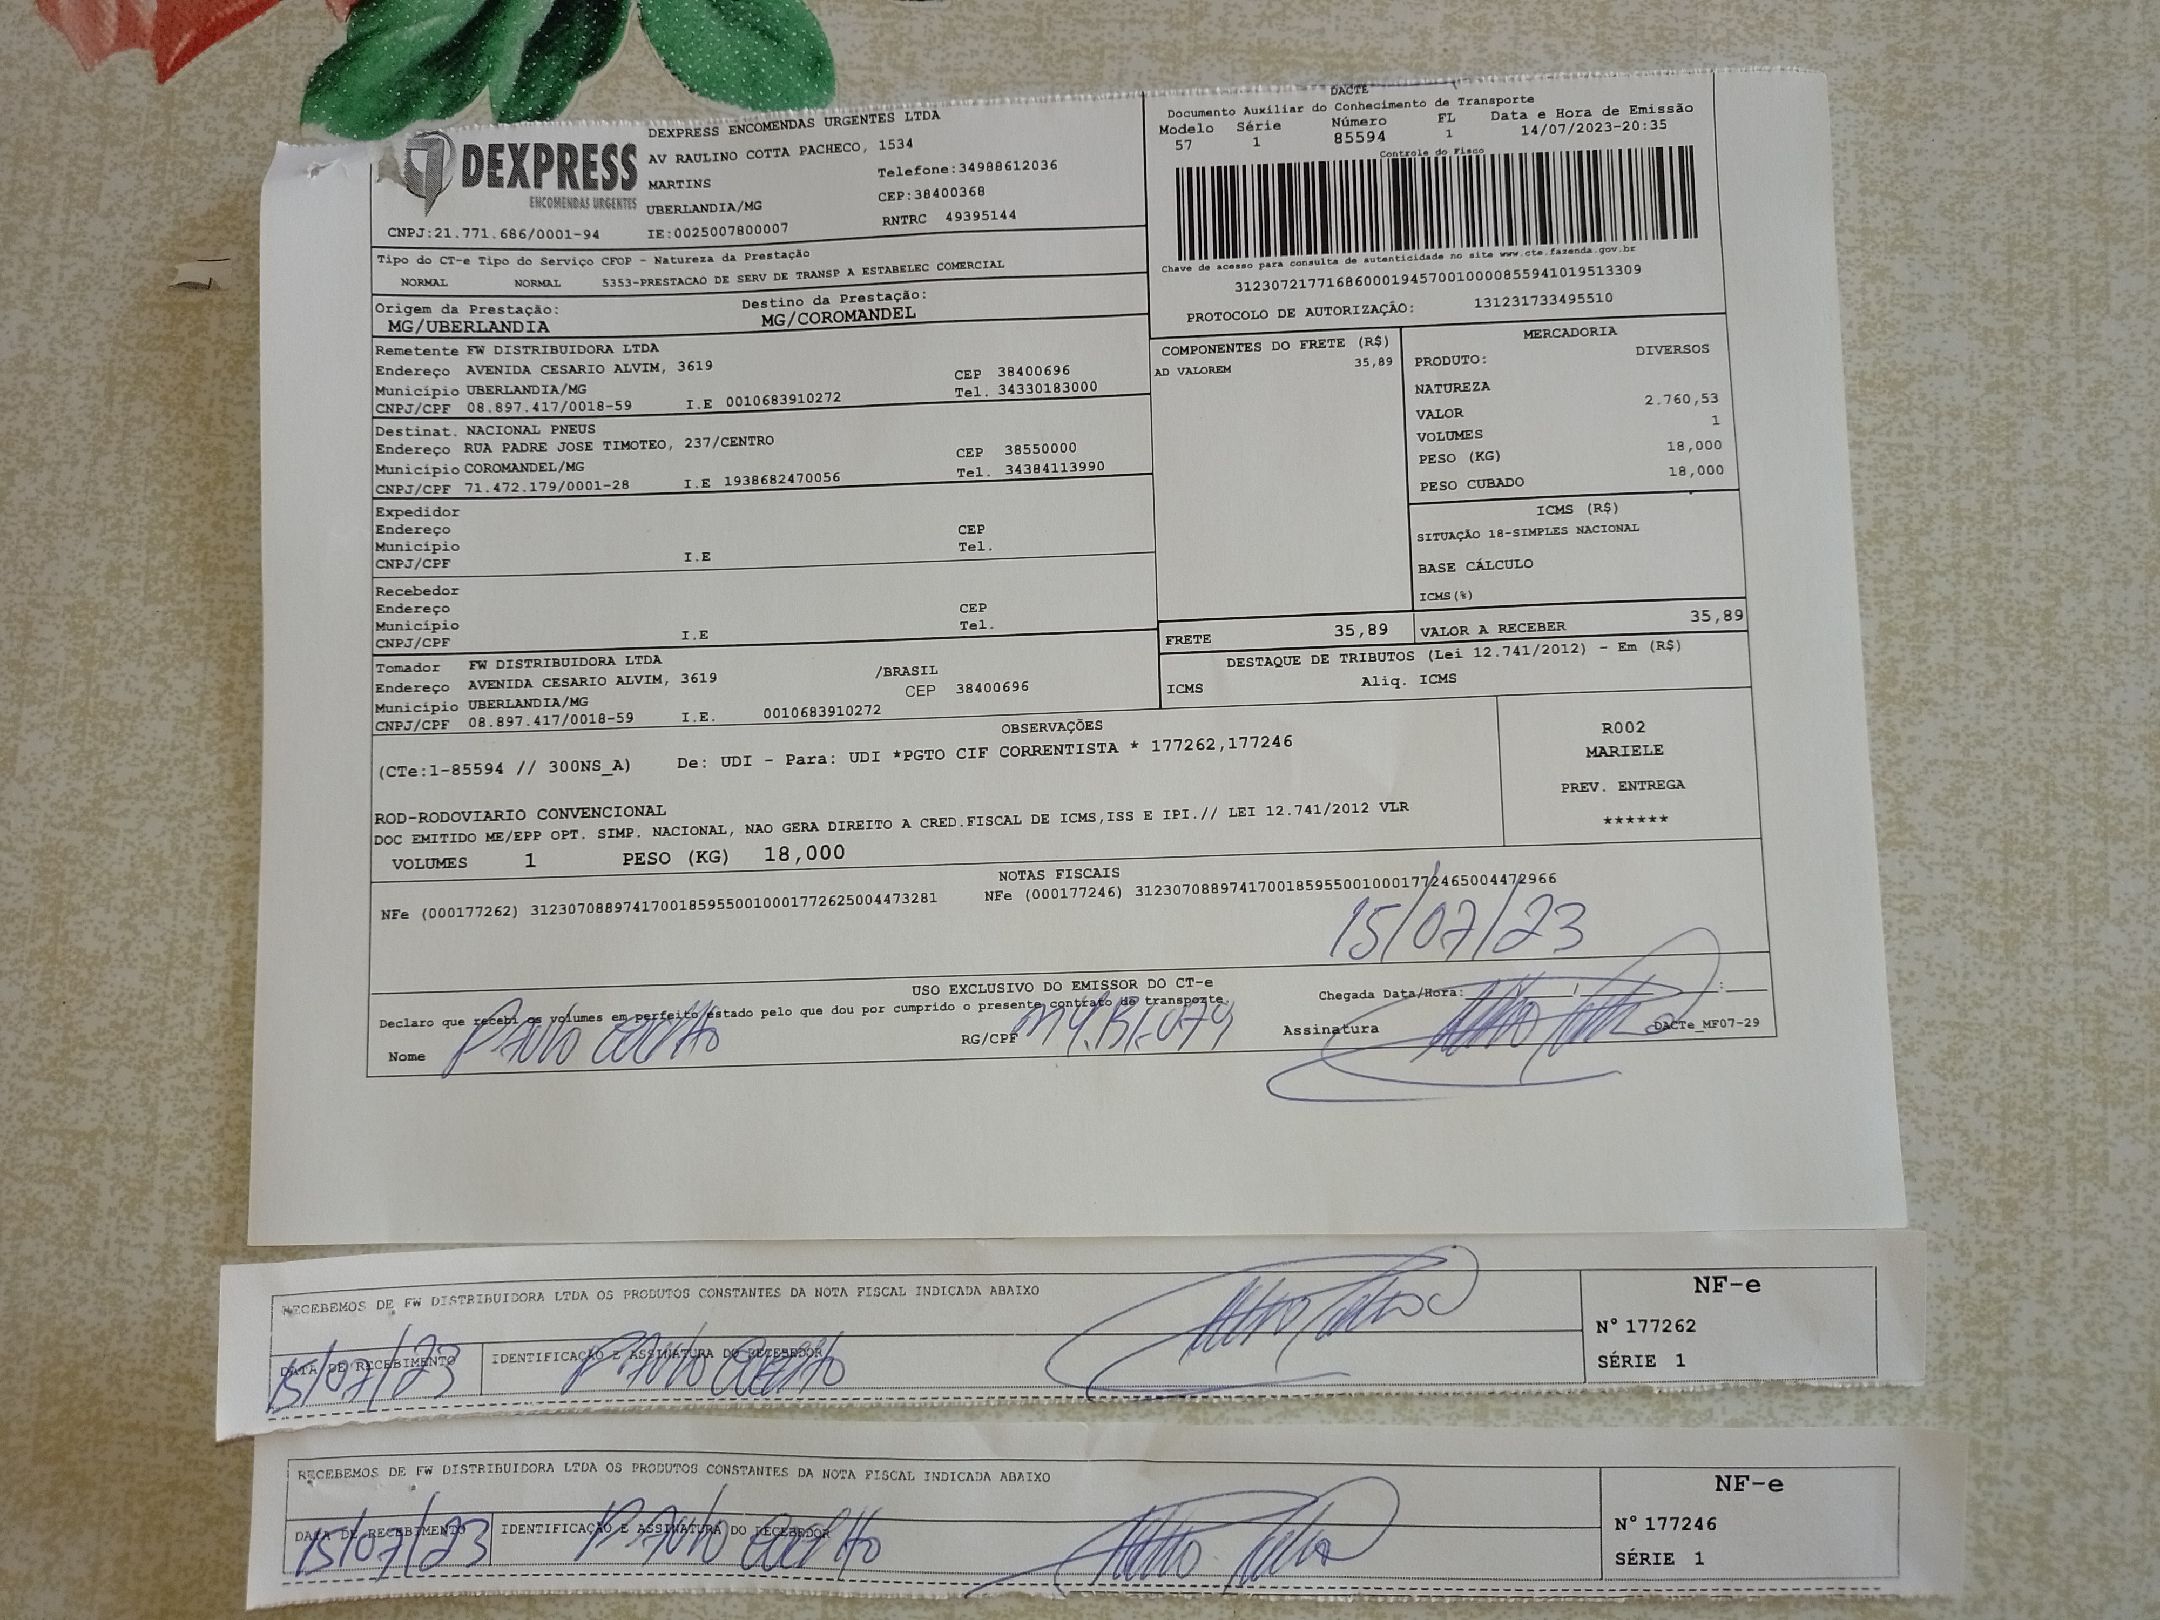 DEXPRESS
ENCOMENDAS URGENTES
DEXPRESS ENCOMENDAS URGENTES LTDA
AV RAULINO COTTA PACHECO, 1534
MARTINS Telefone:34988612036
UBERLANDIA/MG CEP:38400368
CNPJ:21.771.686/0001-94 IE:0025007800007 RNTRC 49395144
DACTE
Documento Auxiliar do Conhecimento de Transporte
Modelo Série Número FL Data e Hora de Emissão
57 1 85594 1 14/07/2023-20:35
Controle do Fisco
Chave de acesso para consulta de autenticidade no site www.cte.fazenda.gov.br
31230721771686000194570010000855941019513309
PROTOCOLO DE AUTORIZAÇÃO: 131231733495510
Tipo do CT-e Tipo do Serviço CFOP - Natureza da Prestação
NORMAL NORMAL 5353-PRESTACAO DE SERV DE TRANSP A ESTABELEC COMERCIAL
Origem da Prestação: Destino da Prestação:
MG/UBERLANDIA MG/COROMANDEL
Remetente FW DISTRIBUIDORA LTDA
Endereço AVENIDA CESARIO ALVIM, 3619 CEP 38400696
Município UBERLANDIA/MG Tel. 34330183000
CNPJ/CPF 08.897.417/0018-59 I.E 0010683910272
Destinat. NACIONAL PNEUS
Endereço RUA PADRE JOSE TIMOTEO, 237/CENTRO CEP 38550000
Município COROMANDEL/MG Tel. 34384113990
CNPJ/CPF 71.472.179/0001-28 I.E 1938682470056
Expedidor
Endereço CEP
Município Tel.
CNPJ/CPF I.E
Recebedor
Endereço CEP
Município Tel.
CNPJ/CPF I.E
Tomador FW DISTRIBUIDORA LTDA /BRASIL
Endereço AVENIDA CESARIO ALVIM, 3619 CEP 38400696
Município UBERLANDIA/MG
CNPJ/CPF 08.897.417/0018-59 I.E. 0010683910272
COMPONENTES DO FRETE (R$)
AD VALOREM 35,89
MERCADORIA
PRODUTO: DIVERSOS
NATUREZA
VALOR 2.760,53
VOLUMES 1
PESO (KG) 18,000
PESO CUBADO 18,000
ICMS (R$)
SITUAÇÃO 18-SIMPLES NACIONAL
BASE CÁLCULO
ICMS(%)
FRETE 35,89 VALOR A RECEBER 35,89
DESTAQUE DE TRIBUTOS (Lei 12.741/2012) - Em (R$)
ICMS Aliq. ICMS
OBSERVAÇÕES
(CTe:1-85594 // 300NS_A) De: UDI - Para: UDI *PGTO CIF CORRENTISTA * 177262,177246
ROD-RODOVIARIO CONVENCIONAL
DOC EMITIDO ME/EPP OPT. SIMP. NACIONAL, NAO GERA DIREITO A CRED.FISCAL DE ICMS,ISS E IPI.// LEI 12.741/2012 VLR
VOLUMES 1 PESO (KG) 18,000
R002
MARIELE
PREV. ENTREGA
******
NOTAS FISCAIS
NFe (000177262) 31230708897417001859550010001772625004473281 NFe (000177246) 31230708897417001859550010001772465004472966
15/07/23
USO EXCLUSIVO DO EMISSOR DO CT-e
Declaro que recebi os volumes em perfeito estado pelo que dou por cumprido o presente contrato de transporte. Chegada Data/Hora: / :
Nome Paulo RG/CPF Assinatura DACTe_MF07-29
RECEBEMOS DE FW DISTRIBUIDORA LTDA OS PRODUTOS CONSTANTES DA NOTA FISCAL INDICADA ABAIXO
DATA DE RECEBIMENTO IDENTIFICAÇÃO E ASSINATURA DO RECEBEDOR
15/07/23 Paulo
NF-e
Nº 177262
SÉRIE 1
RECEBEMOS DE FW DISTRIBUIDORA LTDA OS PRODUTOS CONSTANTES DA NOTA FISCAL INDICADA ABAIXO
DATA DE RECEBIMENTO IDENTIFICAÇÃO E ASSINATURA DO RECEBEDOR
15/07/23 Paulo
NF-e
Nº 177246
SÉRIE 1